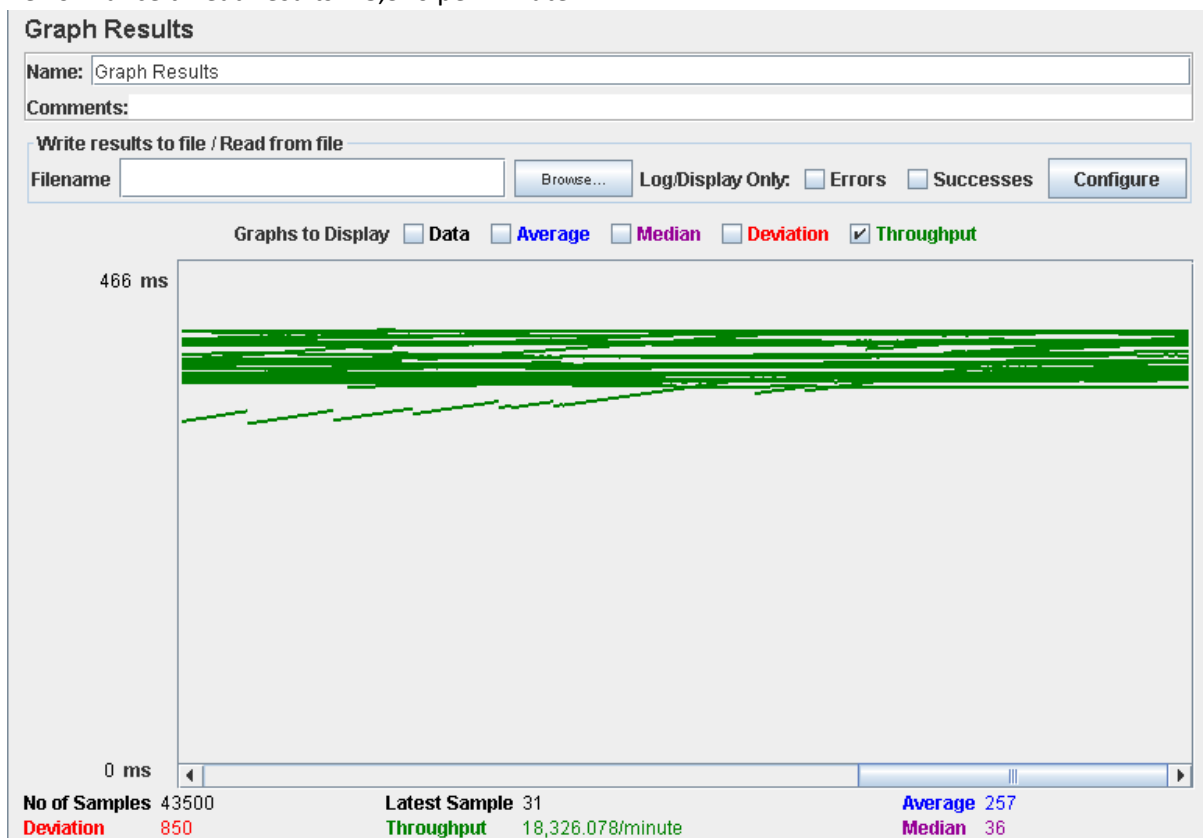 Graph Results
Name: Graph Results
Comments:
Write results to file / Read from file
Filename Browse... Log/Display Only: Errors Successes Configure
Graphs to Display Data Average Median Deviation Throughput
466 ms
0 ms
No of Samples 43500 Latest Sample 31 Average 257
Deviation 850 Throughput 18,326.078/minute Median 36